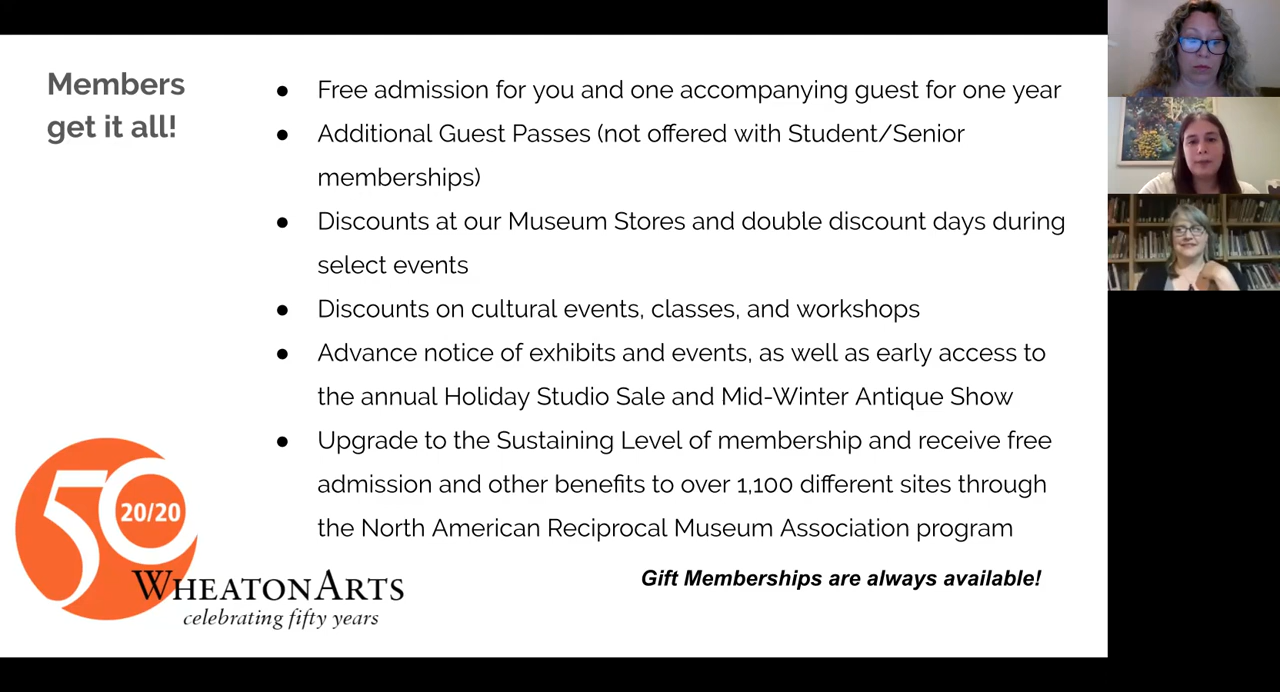 Members
get it all!
● Free admission for you and one accompanying guest for one year
● Additional Guest Passes (not offered with Student/Senior
memberships)
● Discounts at our Museum Stores and double discount days during
select events
● Discounts on cultural events, classes, and workshops
● Advance notice of exhibits and events, as well as early access to
the annual Holiday Studio Sale and Mid-Winter Antique Show
● Upgrade to the Sustaining Level of membership and receive free
admission and other benefits to over 1,100 different sites through
the North American Reciprocal Museum Association program
Gift Memberships are always available!
50
20/20
WHEATONARTS
celebrating fifty years